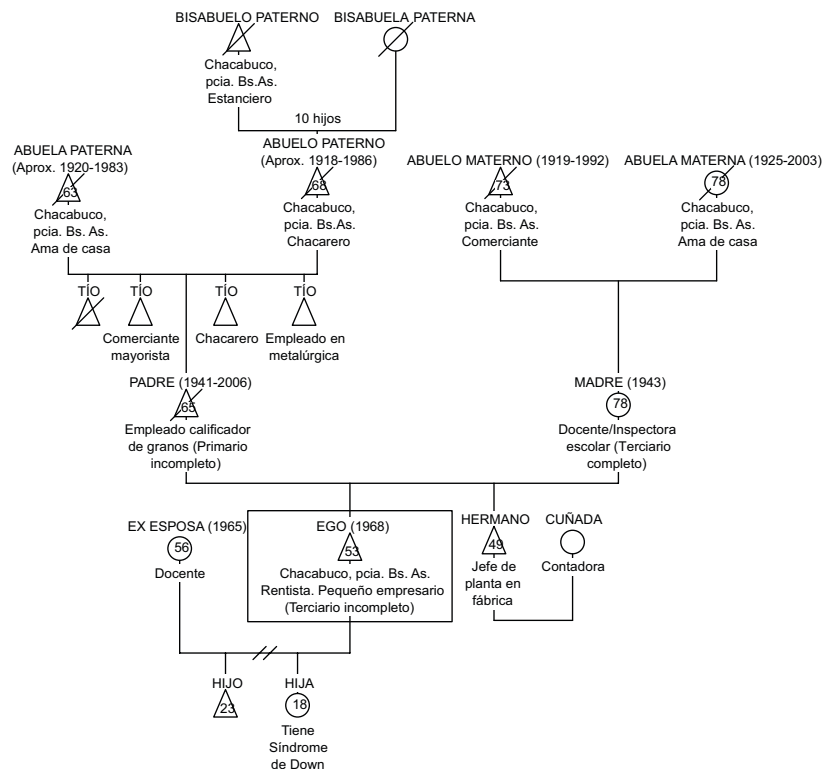 BISABUELO PATERNO
Chacabuco,
pcia. Bs.As.
Estanciero
BISABUELA PATERNA
10 hijos
ABUELA PATERNA
(Aprox. 1920-1983)
63
Chacabuco,
pcia. Bs. As.
Ama de casa
ABUELO PATERNO
(Aprox. 1918-1986)
68
Chacabuco,
pcia. Bs.As.
Chacarero
ABUELO MATERNO (1919-1992)
73
Chacabuco,
pcia. Bs.As.
Comerciante
ABUELA MATERNA (1925-2003)
78
Chacabuco,
pcia. Bs. As.
Ama de casa
TÍO
TÍO
Comerciante
mayorista
TÍO
Chacarero
TÍO
Empleado en
metalúrgica
PADRE (1941-2006)
65
Empleado calificador
de granos (Primario
incompleto)
MADRE (1943)
78
Docente/Inspectora
escolar (Terciario
completo)
EX ESPOSA (1965)
56
Docente
EGO (1968)
53
Chacabuco, pcia. Bs. As.
Rentista. Pequeño empresario
(Terciario incompleto)
HERMANO
49
Jefe de
planta en
fábrica
CUÑADA
Contadora
HIJO
23
HIJA
18
Tiene
Síndrome
de Down